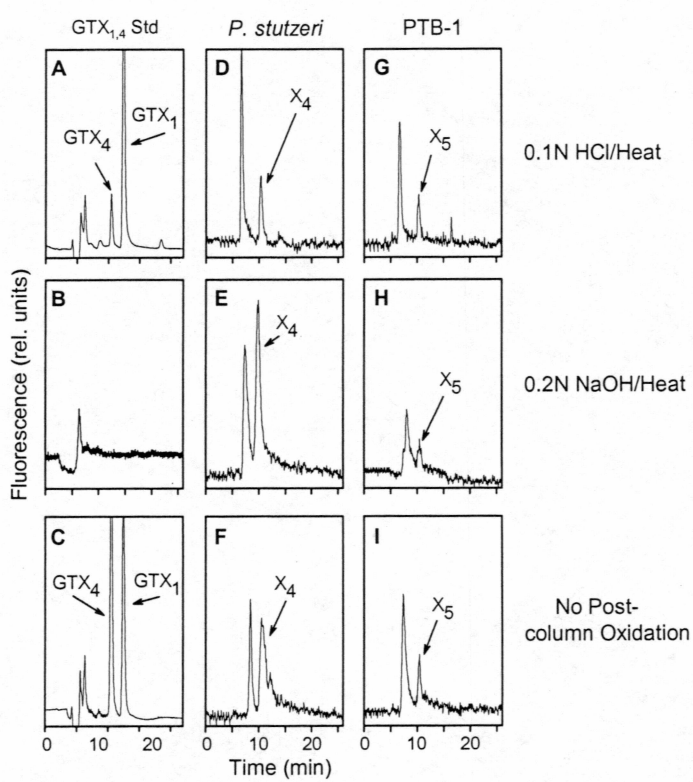 GTX1,4 Std P. stutzeri PTB-1
A D G
GTX4 GTX1 X4 X5 0.1N HCl/Heat
B E H
X4 X5 0.2N NaOH/Heat
C F I
GTX4 GTX1 X4 X5 No Post-
column Oxidation
Fluorescence (rel. units)
0 10 20 0 10 20 0 10 20
Time (min)